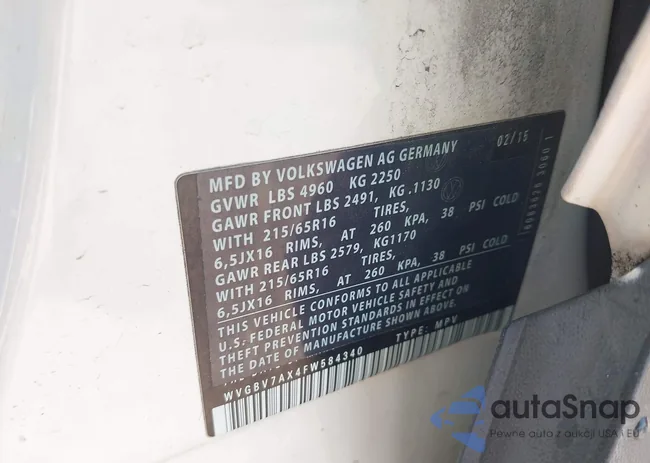 MFD BY VOLKSWAGEN AG GERMANY 02/15
GVWR LBS 4960 KG 2250
GAWR FRONT LBS 2491, KG .1130
WITH 215/65R16 TIRES,
6,5JX16 RIMS, AT 260 KPA, 38 PSI COLD
GAWR REAR LBS 2579, KG1170
WITH 215/65R16 TIRES,
6,5JX16 RIMS, AT 260 KPA, 38 PSI COLD
THIS VEHICLE CONFORMS TO ALL APPLICABLE
U.S. FEDERAL MOTOR VEHICLE SAFETY AND
THEFT PREVENTION STANDARDS IN EFFECT ON
THE DATE OF MANUFACTURE SHOWN ABOVE.
WVGBV7AX4FW584340 TYPE: MPV
autaSnap
Pewne auta z aukcji USA i EU